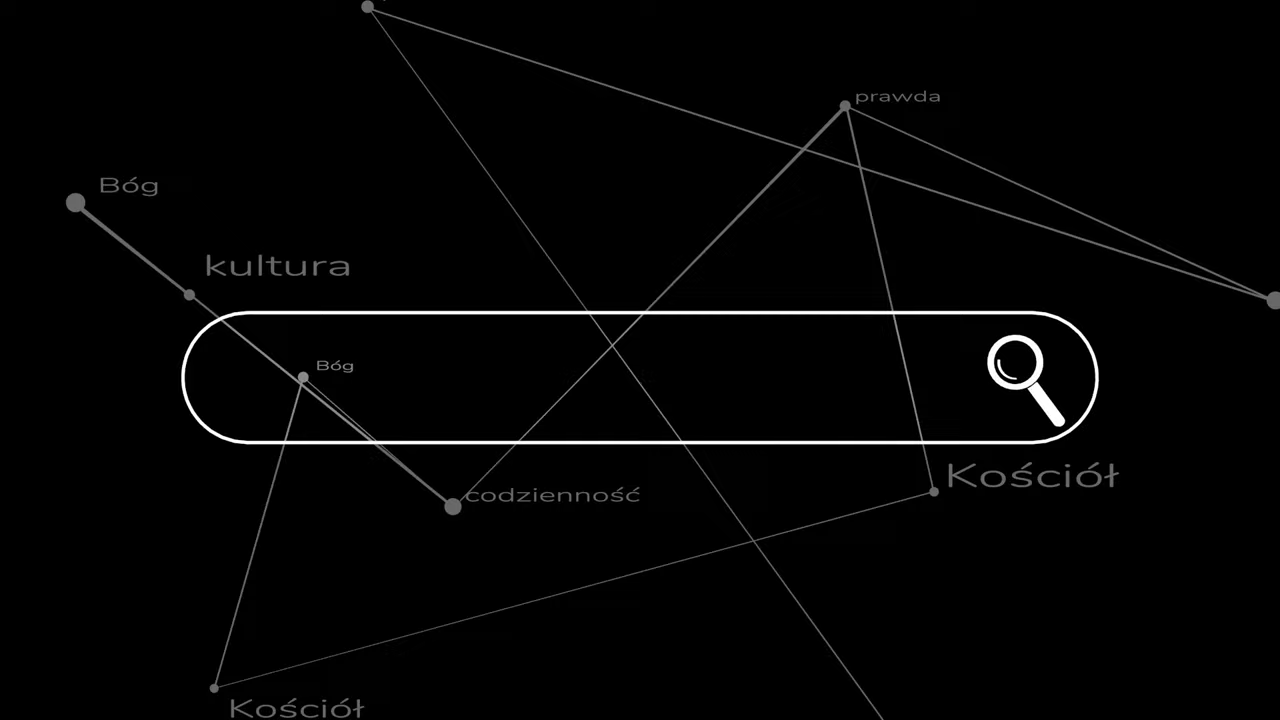 prawda
Bóg
kultura
Bóg
Kościół
codzienność
Kościół